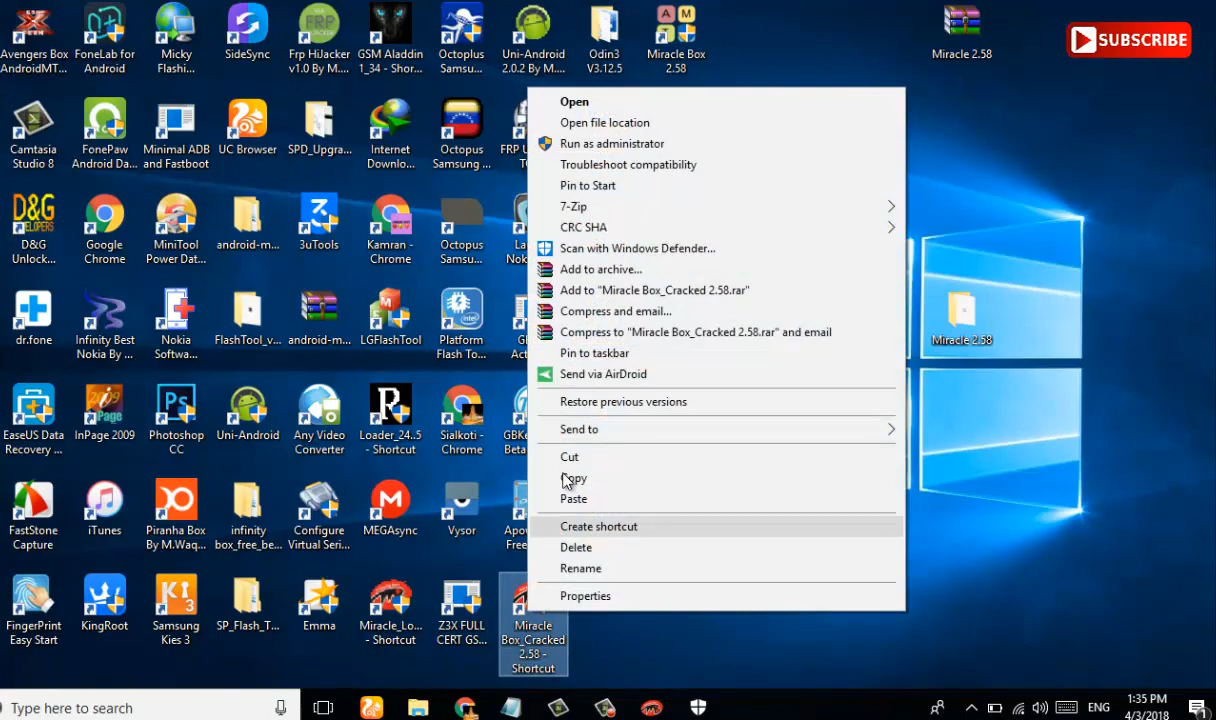 Avengers Box
AndroidMT...
FoneLab for
Android
Micky
Flashi...
SideSync
FRP
Frp HiJacker
v1.0 By M....
GSM Aladdin
1_34 - Shor...
Octoplus
Samsu...
Uni-Android
2.0.2 By M....
Odin3
V3.12.5
A M
Miracle Box
2.58
Miracle 2.58
SUBSCRIBE
Camtasia
Studio 8
FonePaw
Android Da...
Minimal ADB
and Fastboot
UC Browser
SPD_Upgra...
Internet
Downlo...
Octopus
Samsung ...
D&G
DEVELOPERS
D&G
Unlock...
Google
Chrome
MiniTool
Power Dat...
android-m...
3uTools
Kamran -
Chrome
Octopus
Samsu...
dr.fone
Infinity Best
Nokia By ...
Nokia
Softwa...
FlashTool_v...
android-m...
LGFlashTool
Platform
Flash To...
EaseUS Data
Recovery ...
2009
InPage 2009
Ps
Photoshop
CC
Uni-Android
Any Video
Converter
R
Loader_24..5
- Shortcut
Sialkoti -
Chrome
FastStone
Capture
iTunes
Piranha Box
By M.Waq...
infinity
box_free_be...
Configure
Virtual Seri...
M
MEGAsync
Vysor
FingerPrint
Easy Start
KingRoot
K
13
Samsung
Kies 3
SP_Flash_T...
Emma
Miracle_Lo...
- Shortcut
Z3X FULL
CERT GS...
Miracle
Box_Cracked
2.58 -
Shortcut
Open
Open file location
Run as administrator
Troubleshoot compatibility
Pin to Start
7-Zip
CRC SHA
Scan with Windows Defender...
Add to archive...
Add to "Miracle Box_Cracked 2.58.rar"
Compress and email...
Compress to "Miracle Box_Cracked 2.58.rar" and email
Pin to taskbar
Send via AirDroid
Restore previous versions
Send to
Cut
Copy
Paste
Create shortcut
Delete
Rename
Properties
Miracle 2.58
Type here to search
ENG
1:35 PM
4/3/2018
1